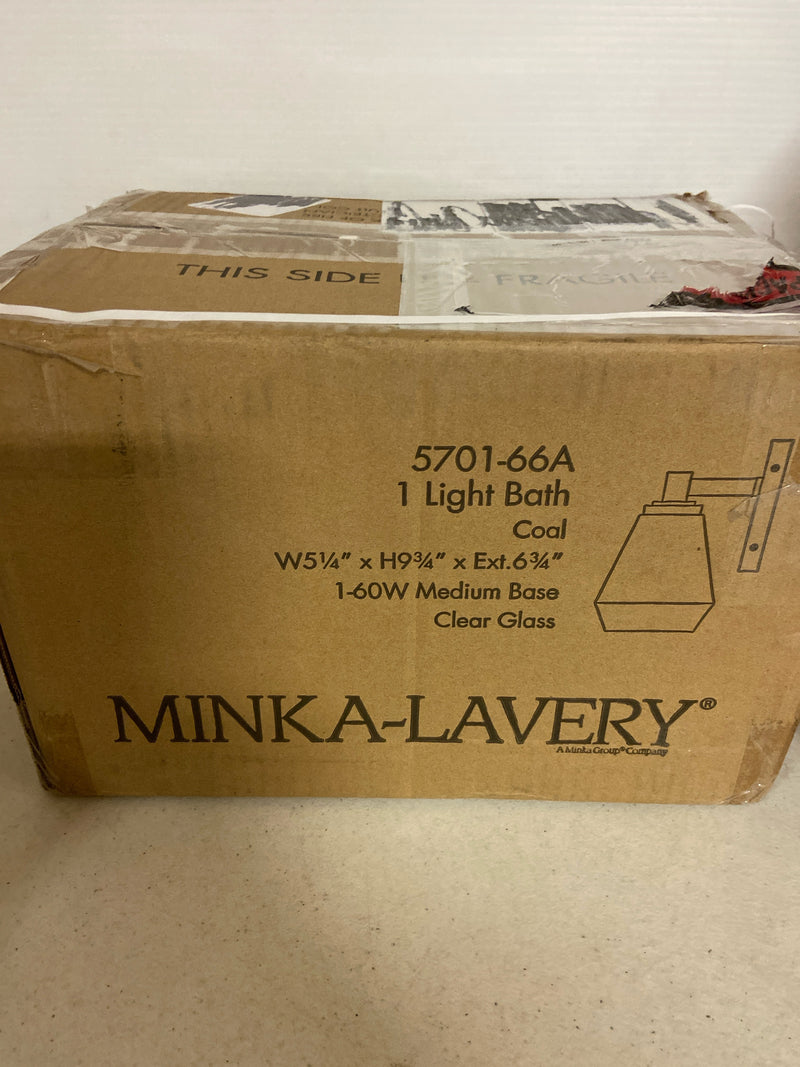 THIS SIDE
FRAGILE
5701-66A
1 Light Bath
Coal
W5¼" x H9¾" x Ext.6¾"
1-60W Medium Base
Clear Glass
MINKA-LAVERY®
A Minka Group® Company